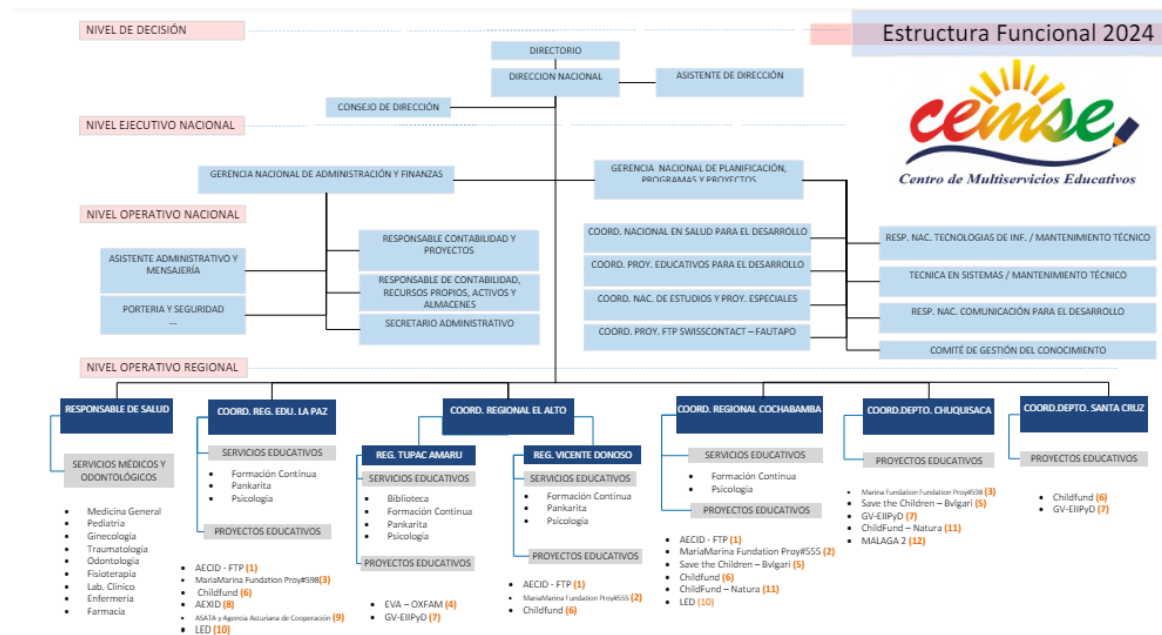 NIVEL DE DECISIÓN
Estructura Funcional 2024
DIRECTORIO
DIRECCION NACIONAL
ASISTENTE DE DIRECCIÓN
CONSEJO DE DIRECCIÓN
cemse
Centro de Multiservicios Educativos
NIVEL EJECUTIVO NACIONAL
GERENCIA NACIONAL DE ADMINISTRACIÓN Y FINANZAS
GERENCIA NACIONAL DE PLANIFICACIÓN,
PROGRAMAS Y PROYECTOS
NIVEL OPERATIVO NACIONAL
ASISTENTE ADMINISTRATIVO Y
MENSAJERÍA
PORTERIA Y SEGURIDAD
...
RESPONSABLE CONTABILIDAD Y
PROYECTOS
RESPONSABLE DE CONTABILIDAD,
RECURSOS PROPIOS, ACTIVOS Y
ALMACENES
SECRETARIO ADMINISTRATIVO
COORD. NACIONAL EN SALUD PARA EL DESARROLLO
COORD. PROY. EDUCATIVOS PARA EL DESARROLLO
COORD. NAC. DE ESTUDIOS Y PROY. ESPECIALES
COORD. PROY. FTP SWISSCONTACT – FAUTAPO
RESP. NAC. TECNOLOGIAS DE INF. / MANTENIMIENTO TÉCNICO
TECNICA EN SISTEMAS / MANTENIMIENTO TÉCNICO
RESP. NAC. COMUNICACIÓN PARA EL DESARROLLO
COMITÉ DE GESTIÓN DEL CONOCIMIENTO
NIVEL OPERATIVO REGIONAL
RESPONSABLE DE SALUD
SERVICIOS MÉDICOS Y
ODONTOLÓGICOS
• Medicina General
• Pediatría
• Ginecología
• Traumatología
• Odontología
• Fisioterapia
• Lab. Clínico
• Enfermería
• Farmacia
COORD. REG. EDU. LA PAZ
SERVICIOS EDUCATIVOS
• Formación Contínua
• Pankarita
• Psicología
PROYECTOS EDUCATIVOS
• AECID - FTP (1)
• MariaMarina Fundation Proy#598(3)
• Childfund (6)
• AEXID (8)
• ASATA y Agencia Asturiana de Cooperación (9)
• LED (10)
COORD. REGIONAL EL ALTO
REG. TUPAC AMARU
SERVICIOS EDUCATIVOS
• Biblioteca
• Formación Continua
• Pankarita
• Psicología
PROYECTOS EDUCATIVOS
• EVA – OXFAM (4)
• GV-EIIPyD (7)
REG. VICENTE DONOSO
SERVICIOS EDUCATIVOS
• Formación Continua
• Pankarita
• Psicología
PROYECTOS EDUCATIVOS
• AECID - FTP (1)
• MariaMarina Fundation Proy#555 (2)
• Childfund (6)
COORD. REGIONAL COCHABAMBA
SERVICIOS EDUCATIVOS
• Formación Continua
• Psicología
PROYECTOS EDUCATIVOS
• AECID - FTP (1)
• MariaMarina Fundation Proy#555 (2)
• Save the Children – Bvlgari (5)
• Childfund (6)
• ChildFund – Natura (11)
• LED (10)
COORD.DEPTO. CHUQUISACA
PROYECTOS EDUCATIVOS
• Marina Fundation Fundation Proy#598 (3)
• Save the Children – Bvlgari (5)
• GV-EIIPyD (7)
• ChildFund – Natura (11)
• MALAGA 2 (12)
COORD.DEPTO. SANTA CRUZ
PROYECTOS EDUCATIVOS
• Childfund (6)
• GV-EIIPyD (7)